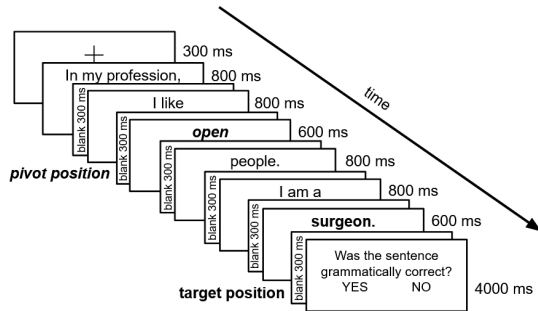 300 ms
In my profession,
800 ms
blank 300 ms
I like
800 ms
blank 300 ms
open
600 ms
pivot position
blank 300 ms
people.
800 ms
blank 300 ms
I am a
800 ms
blank 300 ms
surgeon.
600 ms
target position
blank 300 ms
Was the sentence
grammatically correct?
YES NO
4000 ms
time